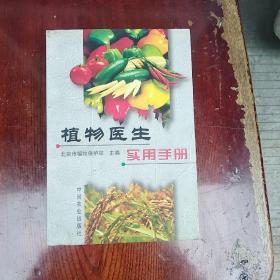 植物医生
实用手册
北京市植物保护站 主编
中国农业出版社